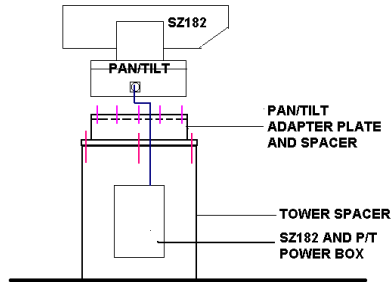 SZ182
PAN/TILT
PAN/TILT
ADAPTER PLATE
AND SPACER
TOWER SPACER
SZ182 AND P/T
POWER BOX